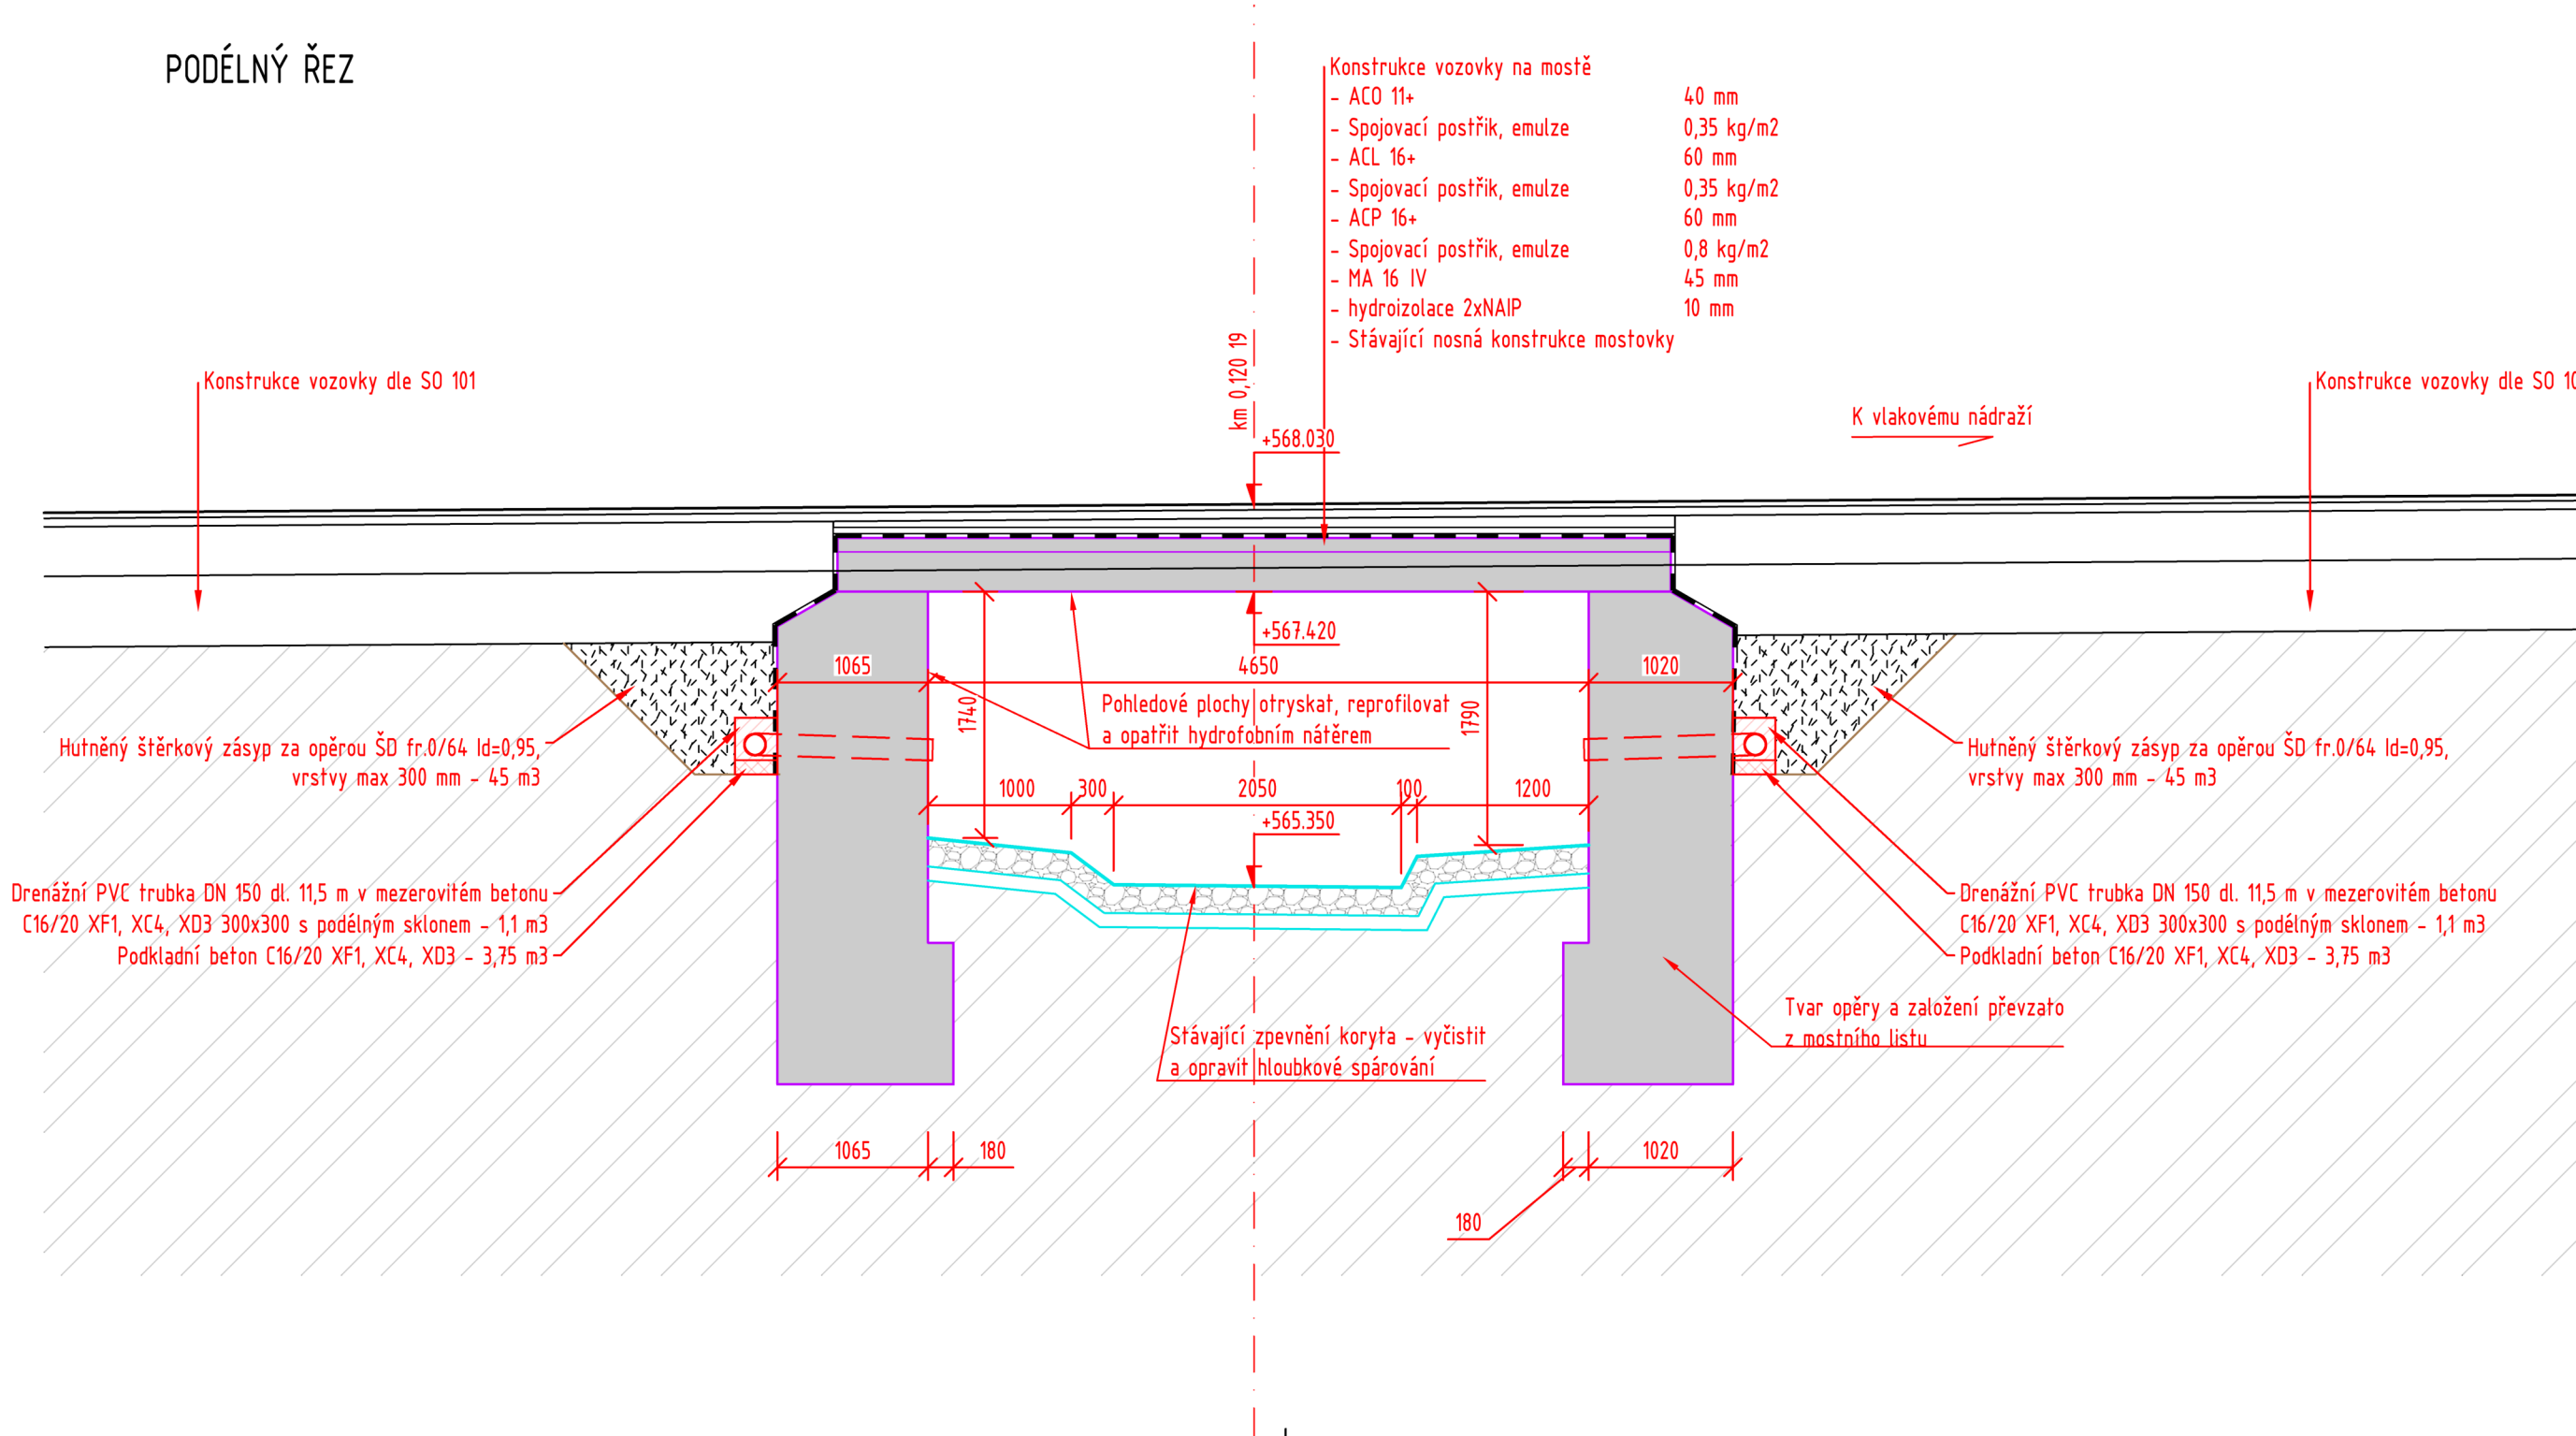 PODÉLNÝ ŘEZ
Konstrukce vozovky na mostě
- ACO 11+ 40 mm
- Spojovací postřik, emulze 0,35 kg/m2
- ACL 16+ 60 mm
- Spojovací postřik, emulze 0,35 kg/m2
- ACP 16+ 60 mm
- Spojovací postřik, emulze 0,8 kg/m2
- MA 16 IV 45 mm
- hydroizolace 2xNAIP 10 mm
- Stávající nosná konstrukce mostovky
km 0,120 19
Konstrukce vozovky dle SO 101
Konstrukce vozovky dle SO 10
K vlakovému nádraží
+568.030
+567.420
1065
4650
1020
1740
1790
Pohledové plochy otryskat, reprofilovat
a opatřit hydrofobním nátěrem
Hutněný štěrkový zásyp za opěrou ŠD fr.0/64 Id=0,95,
vrstvy max 300 mm - 45 m3
Hutněný štěrkový zásyp za opěrou ŠD fr.0/64 Id=0,95,
vrstvy max 300 mm - 45 m3
1000
300
2050
100
1200
+565.350
Drenážní PVC trubka DN 150 dl. 11,5 m v mezerovitém betonu
C16/20 XF1, XC4, XD3 300x300 s podélným sklonem - 1,1 m3
Podkladní beton C16/20 XF1, XC4, XD3 - 3,75 m3
Drenážní PVC trubka DN 150 dl. 11,5 m v mezerovitém betonu
C16/20 XF1, XC4, XD3 300x300 s podélným sklonem - 1,1 m3
Podkladní beton C16/20 XF1, XC4, XD3 - 3,75 m3
Tvar opěry a založení převzato
z mostního listu
Stávající zpevnění koryta - vyčistit
a opravit hloubkové spárování
1065
180
1020
180